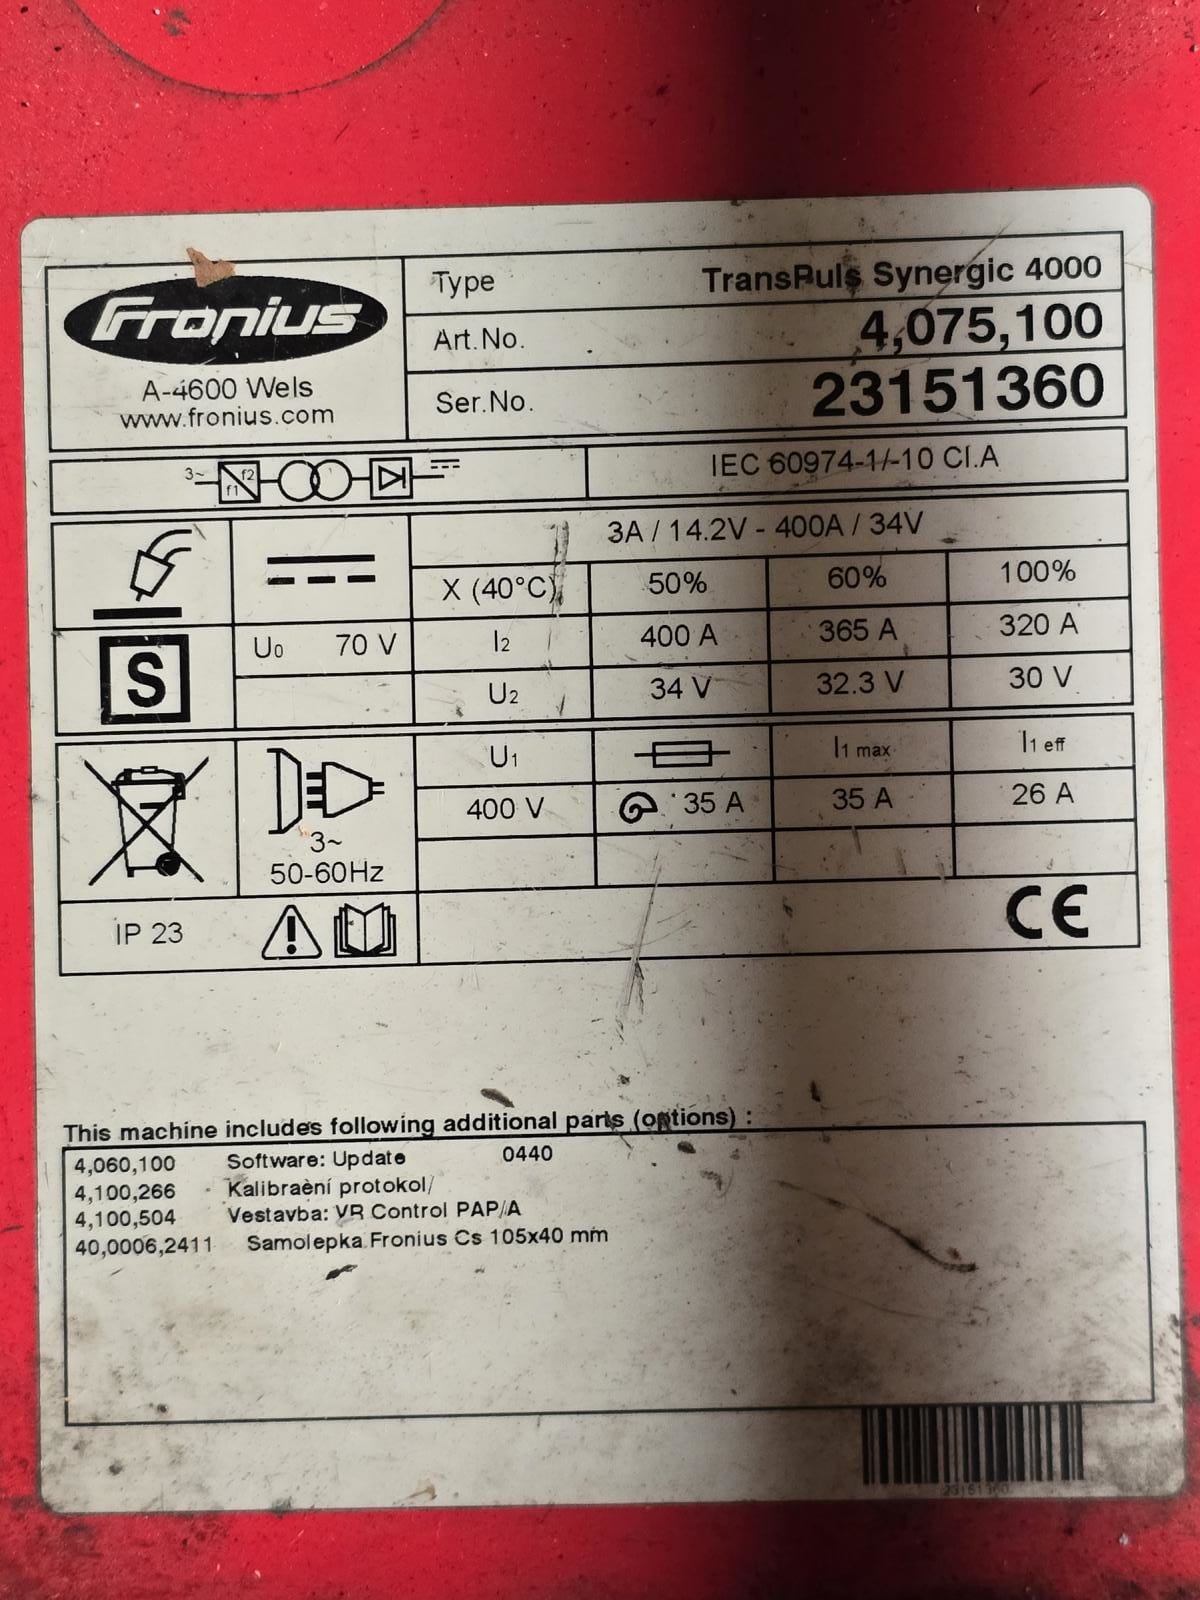 Fronius
A-4600 Wels
www.fronius.com
Type TransPuls Synergic 4000
Art.No. 4,075,100
Ser.No. 23151360
3~ f1 f2
IEC 60974-1/-10 Cl.A
3A / 14.2V - 400A / 34V
X (40°C) 50% 60% 100%
S
U0 70 V
I2 400 A 365 A 320 A
U2 34 V 32.3 V 30 V
3~
50-60Hz
U1 I1 max I1 eff
400 V 35 A 35 A 26 A
IP 23
CE
This machine includes following additional parts (options) :
4,060,100 Software: Update 0440
4,100,266 Kalibraèní protokol/
4,100,504 Vestavba: VR Control PAP/A
40,0006,2411 Samolepka Fronius Cs 105x40 mm
23151360